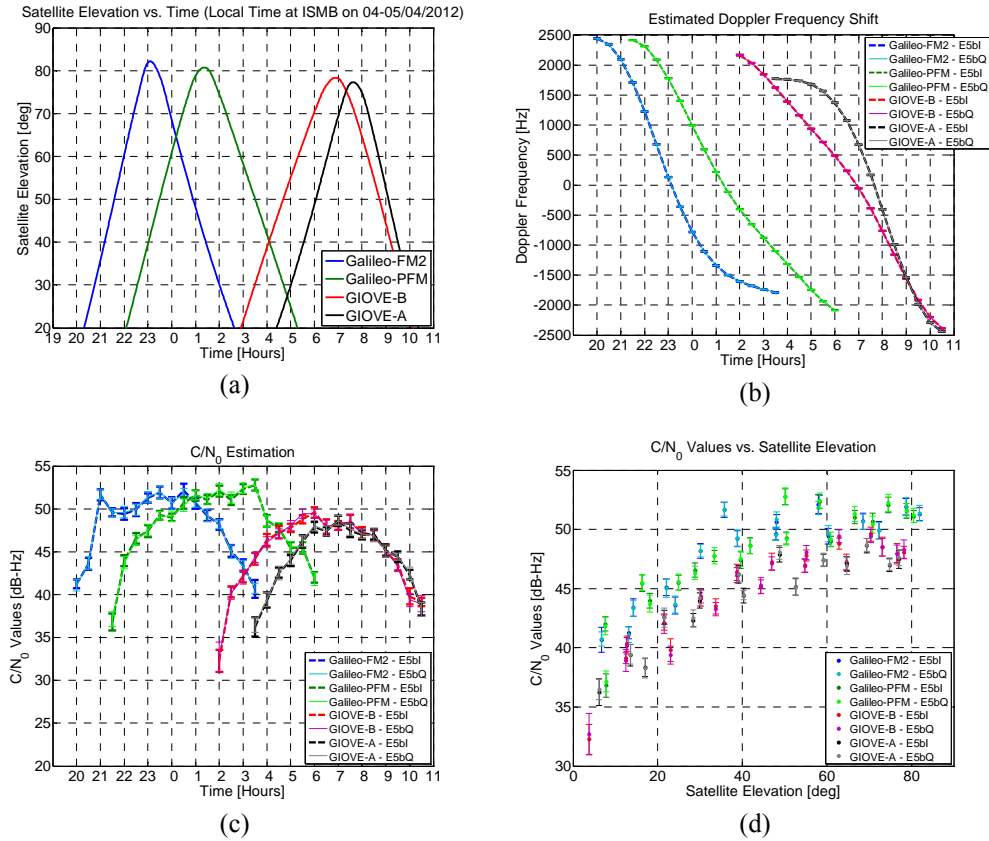 Satellite Elevation vs. Time (Local Time at ISMB on 04-05/04/2012)
Satellite Elevation [deg]
90
80
70
60
50
40
30
20
19 20 21 22 23 0 1 2 3 4 5 6 7 8 9 10 11
Time [Hours]
Galileo-FM2
Galileo-PFM
GIOVE-B
GIOVE-A
(a)
Estimated Doppler Frequency Shift
Doppler Frequency [Hz]
2500
2000
1500
1000
500
0
-500
-1000
-1500
-2000
-2500
20 21 22 23 0 1 2 3 4 5 6 7 8 9 10 11
Time [Hours]
Galileo-FM2 - E5bI
Galileo-FM2 - E5bQ
Galileo-PFM - E5bI
Galileo-PFM - E5bQ
GIOVE-B - E5bI
GIOVE-B - E5bQ
GIOVE-A - E5bI
GIOVE-A - E5bQ
(b)
C/N0 Estimation
C/N0 Values [dB-Hz]
55
50
45
40
35
30
25
20
20 21 22 23 0 1 2 3 4 5 6 7 8 9 10 11
Time [Hours]
Galileo-FM2 - E5bI
Galileo-FM2 - E5bQ
Galileo-PFM - E5bI
Galileo-PFM - E5bQ
GIOVE-B - E5bI
GIOVE-B - E5bQ
GIOVE-A - E5bI
GIOVE-A - E5bQ
(c)
C/N0 Values vs. Satellite Elevation
C/N0 Values [dB-Hz]
55
50
45
40
35
30
0 20 40 60 80
Satellite Elevation [deg]
Galileo-FM2 - E5bI
Galileo-FM2 - E5bQ
Galileo-PFM - E5bI
Galileo-PFM - E5bQ
GIOVE-B - E5bI
GIOVE-B - E5bQ
GIOVE-A - E5bI
GIOVE-A - E5bQ
(d)